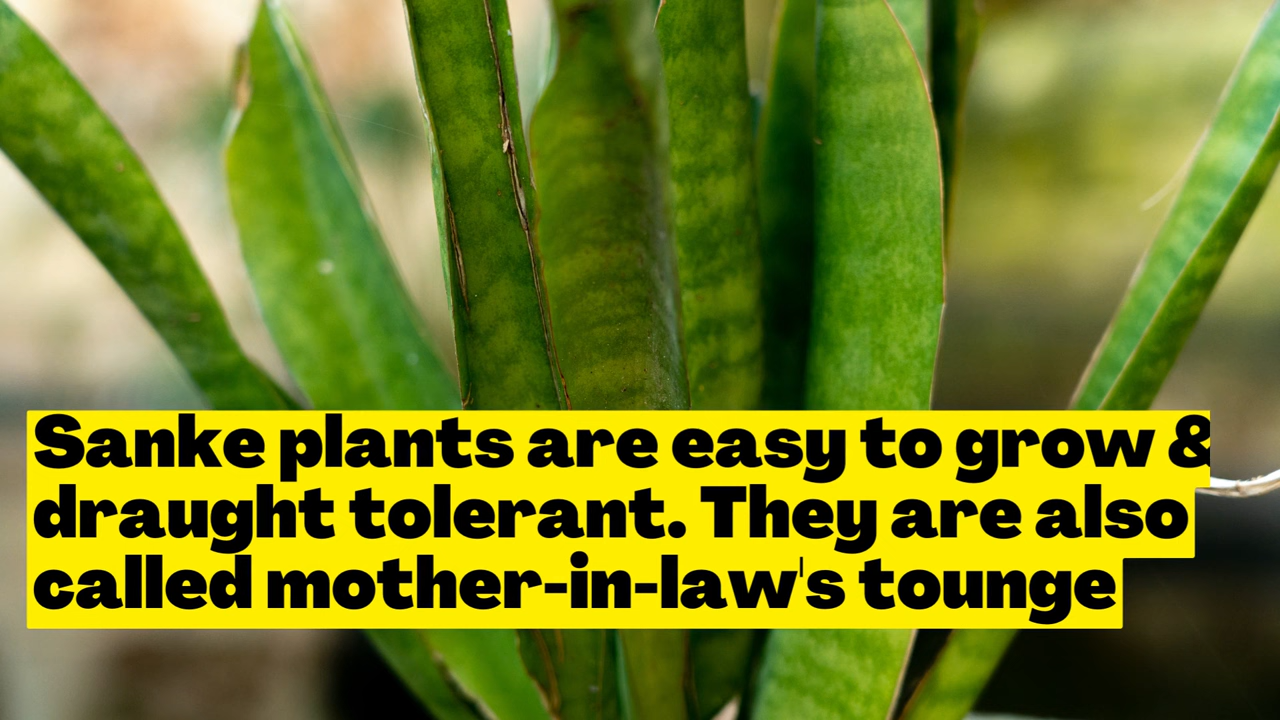 Sanke plants are easy to grow &
draught tolerant. They are also
called mother-in-law's tounge